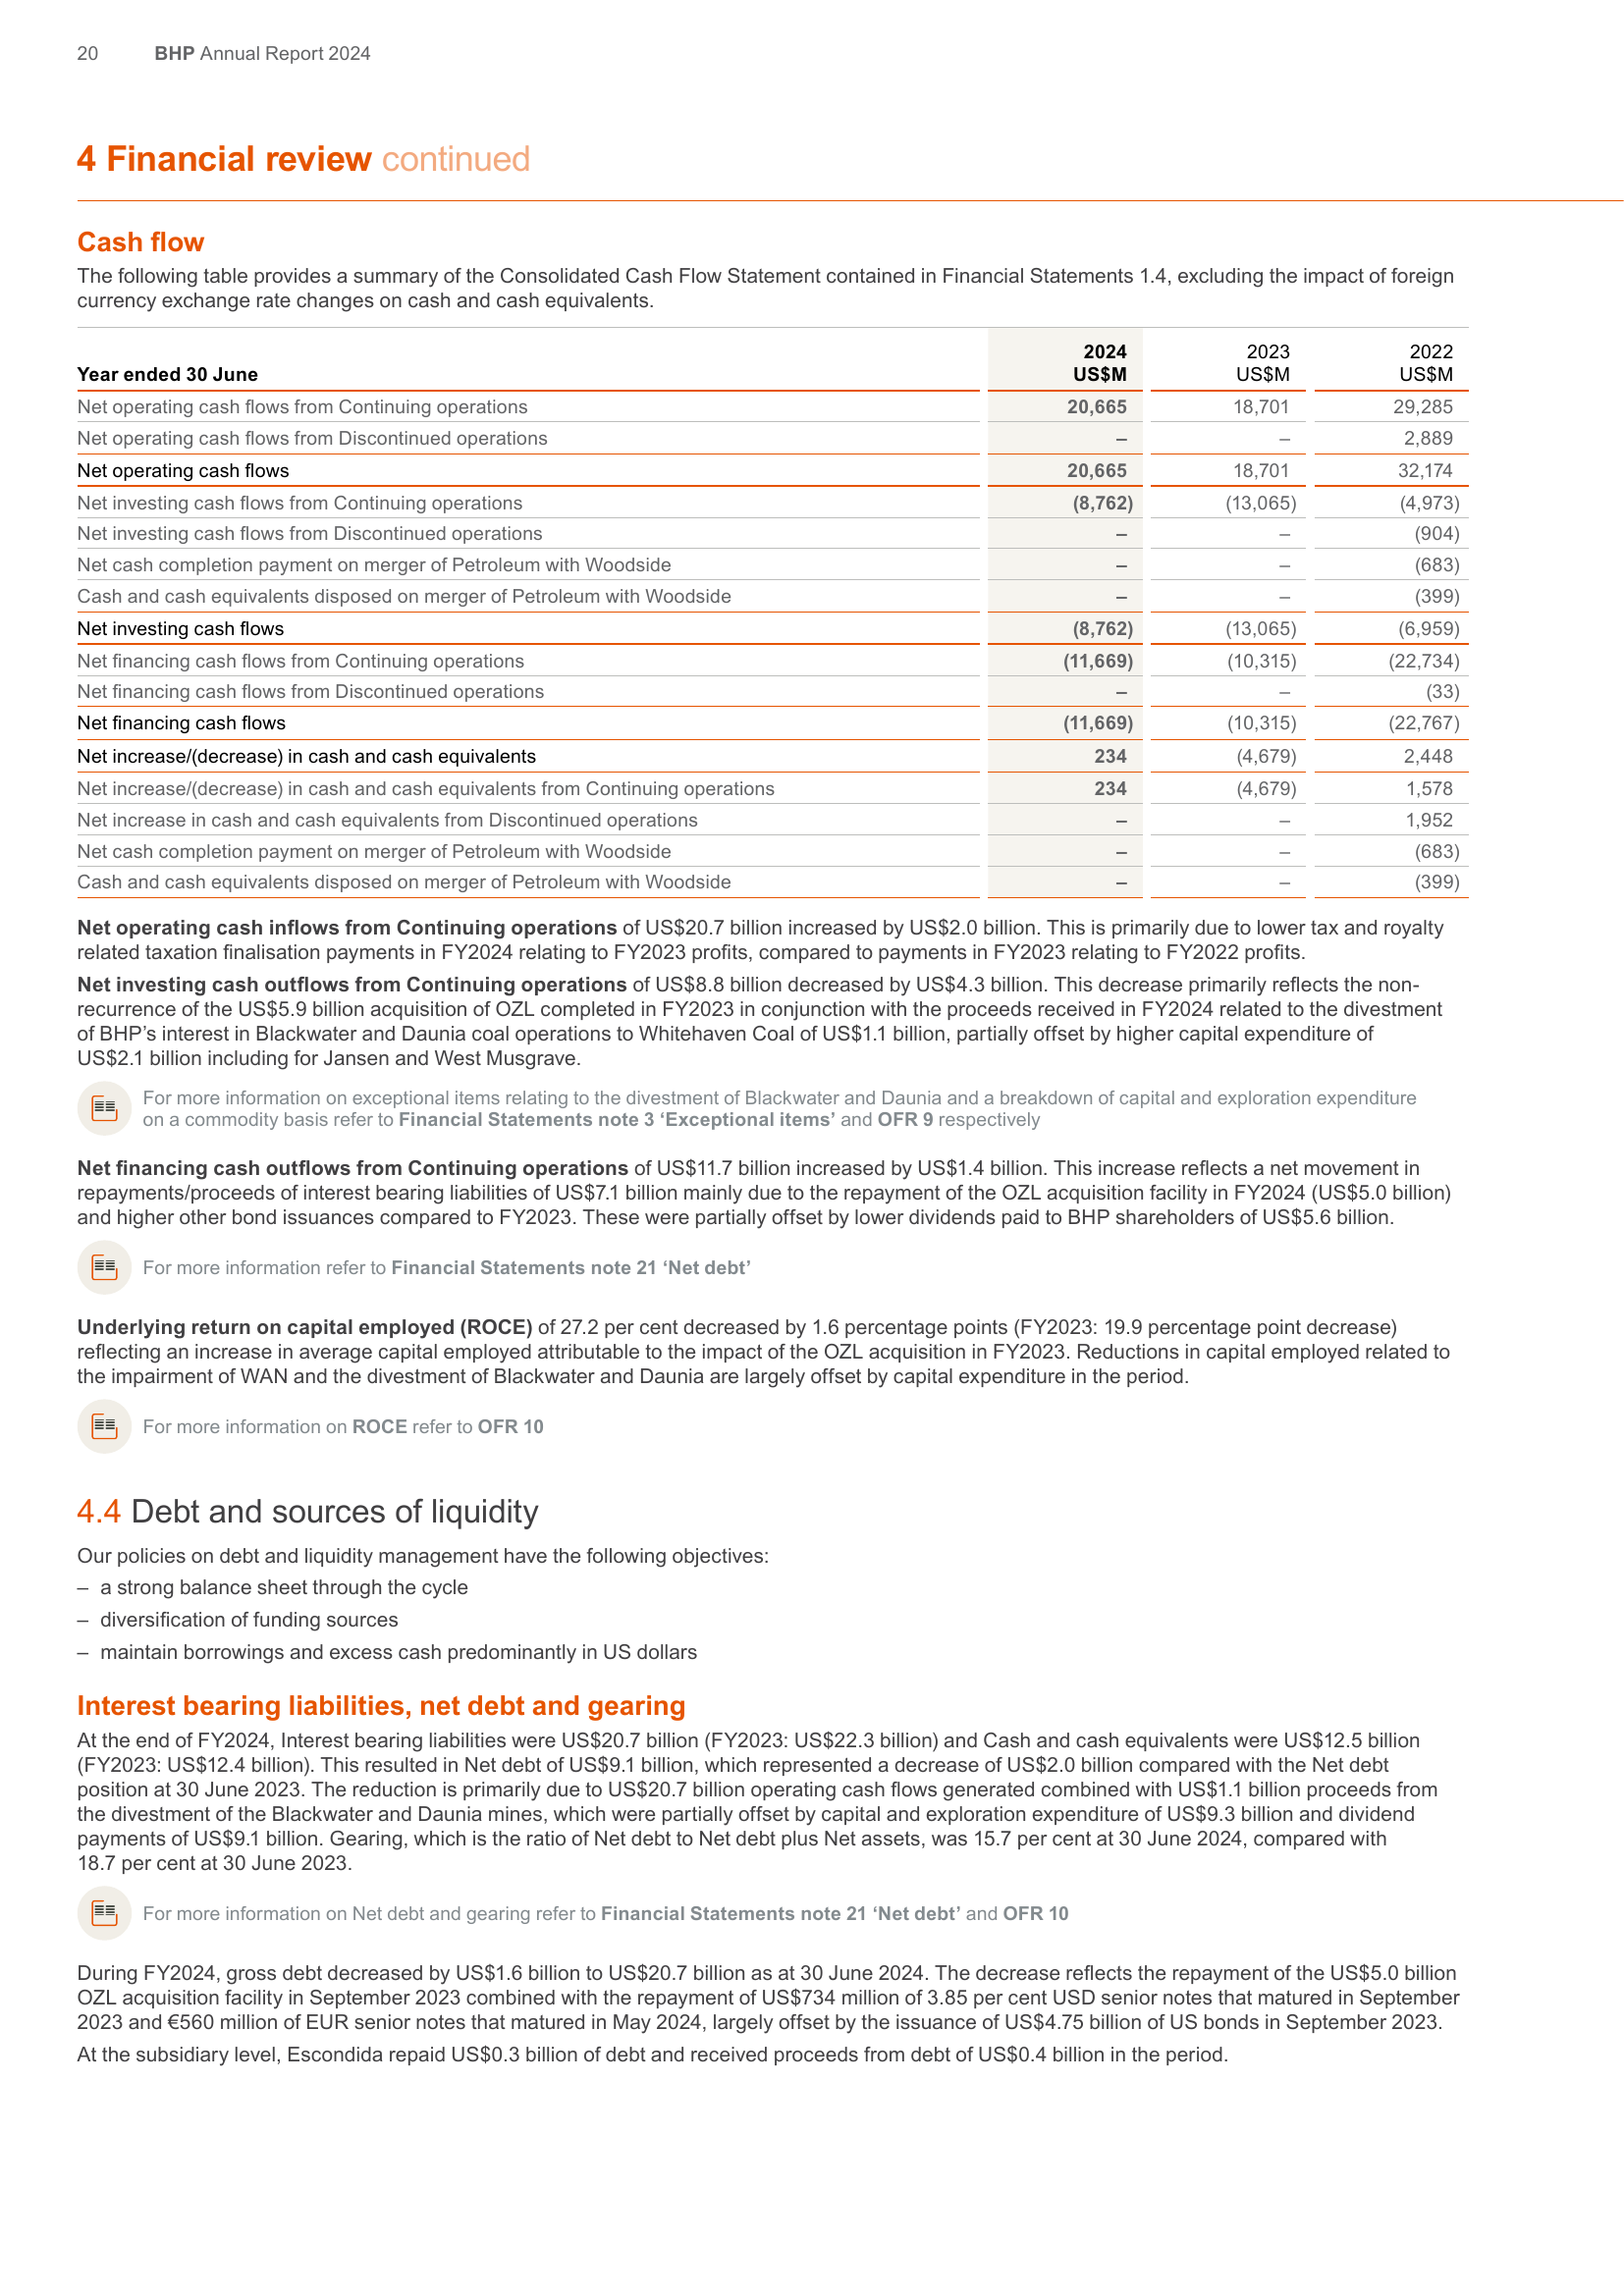 20 BHP Annual Report 2024
4 Financial review continued
Cash flow
The following table provides a summary of the Consolidated Cash Flow Statement contained in Financial Statements 1.4, excluding the impact of foreign
currency exchange rate changes on cash and cash equivalents.
2024 2023 2022
Year ended 30 June US$M US$M US$M
Net operating cash flows from Continuing operations 20,665 18,701 29,285
Net operating cash flows from Discontinued operations – – 2,889
Net operating cash flows 20,665 18,701 32,174
Net investing cash flows from Continuing operations (8,762) (13,065) (4,973)
Net investing cash flows from Discontinued operations – – (904)
Net cash completion payment on merger of Petroleum with Woodside – – (683)
Cash and cash equivalents disposed on merger of Petroleum with Woodside – – (399)
Net investing cash flows (8,762) (13,065) (6,959)
Net financing cash flows from Continuing operations (11,669) (10,315) (22,734)
Net financing cash flows from Discontinued operations – – (33)
Net financing cash flows (11,669) (10,315) (22,767)
Net increase/(decrease) in cash and cash equivalents 234 (4,679) 2,448
Net increase/(decrease) in cash and cash equivalents from Continuing operations 234 (4,679) 1,578
Net increase in cash and cash equivalents from Discontinued operations – – 1,952
Net cash completion payment on merger of Petroleum with Woodside – – (683)
Cash and cash equivalents disposed on merger of Petroleum with Woodside – – (399)
Net operating cash inflows from Continuing operations of US$20.7 billion increased by US$2.0 billion. This is primarily due to lower tax and royalty
related taxation finalisation payments in FY2024 relating to FY2023 profits, compared to payments in FY2023 relating to FY2022 profits.
Net investing cash outflows from Continuing operations of US$8.8 billion decreased by US$4.3 billion. This decrease primarily reflects the non-
recurrence of the US$5.9 billion acquisition of OZL completed in FY2023 in conjunction with the proceeds received in FY2024 related to the divestment
of BHP’s interest in Blackwater and Daunia coal operations to Whitehaven Coal of US$1.1 billion, partially offset by higher capital expenditure of
US$2.1 billion including for Jansen and West Musgrave.
For more information on exceptional items relating to the divestment of Blackwater and Daunia and a breakdown of capital and exploration expenditure
on a commodity basis refer to Financial Statements note 3 ‘Exceptional items’ and OFR 9 respectively
Net financing cash outflows from Continuing operations of US$11.7 billion increased by US$1.4 billion. This increase reflects a net movement in
repayments/proceeds of interest bearing liabilities of US$7.1 billion mainly due to the repayment of the OZL acquisition facility in FY2024 (US$5.0 billion)
and higher other bond issuances compared to FY2023. These were partially offset by lower dividends paid to BHP shareholders of US$5.6 billion.
For more information refer to Financial Statements note 21 ‘Net debt’
Underlying return on capital employed (ROCE) of 27.2 per cent decreased by 1.6 percentage points (FY2023: 19.9 percentage point decrease)
reflecting an increase in average capital employed attributable to the impact of the OZL acquisition in FY2023. Reductions in capital employed related to
the impairment of WAN and the divestment of Blackwater and Daunia are largely offset by capital expenditure in the period.
For more information on ROCE refer to OFR 10
4.4 Debt and sources of liquidity
Our policies on debt and liquidity management have the following objectives:
– a strong balance sheet through the cycle
– diversification of funding sources
– maintain borrowings and excess cash predominantly in US dollars
Interest bearing liabilities, net debt and gearing
At the end of FY2024, Interest bearing liabilities were US$20.7 billion (FY2023: US$22.3 billion) and Cash and cash equivalents were US$12.5 billion
(FY2023: US$12.4 billion). This resulted in Net debt of US$9.1 billion, which represented a decrease of US$2.0 billion compared with the Net debt
position at 30 June 2023. The reduction is primarily due to US$20.7 billion operating cash flows generated combined with US$1.1 billion proceeds from
the divestment of the Blackwater and Daunia mines, which were partially offset by capital and exploration expenditure of US$9.3 billion and dividend
payments of US$9.1 billion. Gearing, which is the ratio of Net debt to Net debt plus Net assets, was 15.7 per cent at 30 June 2024, compared with
18.7 per cent at 30 June 2023.
For more information on Net debt and gearing refer to Financial Statements note 21 ‘Net debt’ and OFR 10
During FY2024, gross debt decreased by US$1.6 billion to US$20.7 billion as at 30 June 2024. The decrease reflects the repayment of the US$5.0 billion
OZL acquisition facility in September 2023 combined with the repayment of US$734 million of 3.85 per cent USD senior notes that matured in September
2023 and €560 million of EUR senior notes that matured in May 2024, largely offset by the issuance of US$4.75 billion of US bonds in September 2023.
At the subsidiary level, Escondida repaid US$0.3 billion of debt and received proceeds from debt of US$0.4 billion in the period.